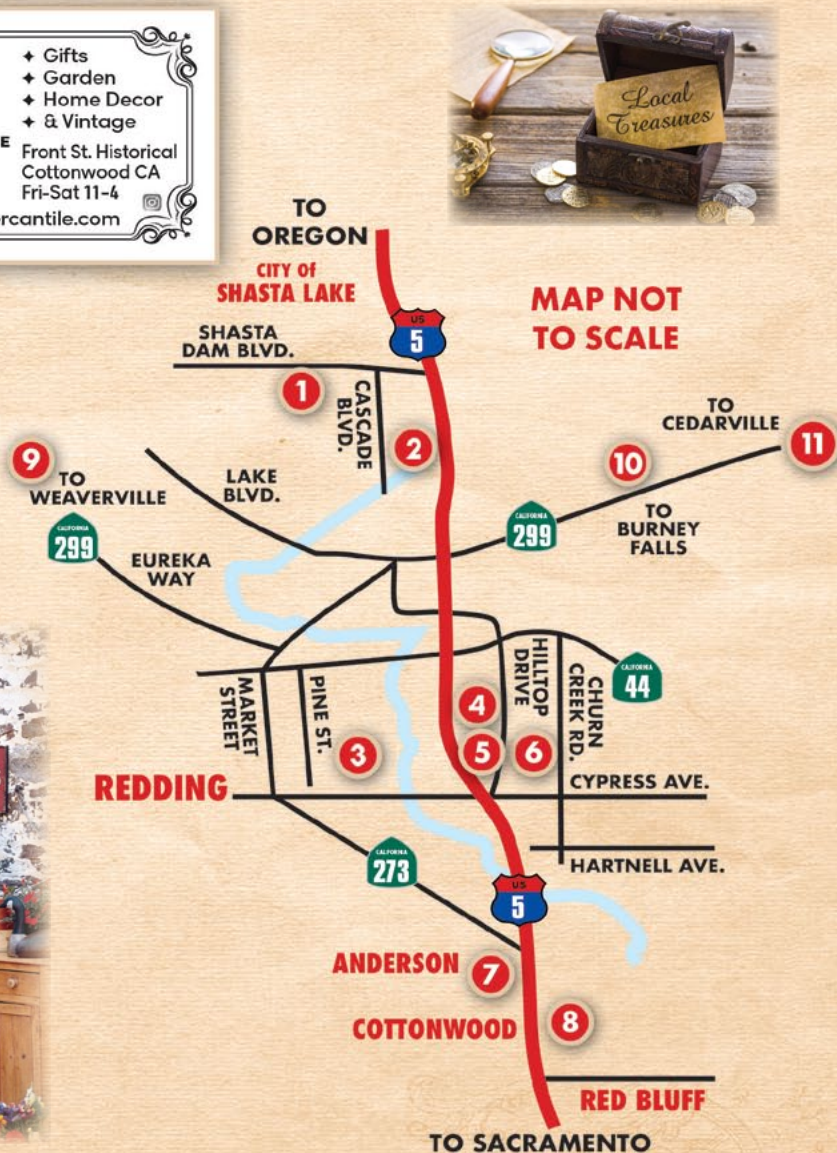 ✦ Gifts
✦ Garden
✦ Home Decor
✦ & Vintage
Front St. Historical
Cottonwood CA
Fri-Sat 11-4
Local
Treasures
TO
OREGON
CITY OF
SHASTA LAKE
US
5
MAP NOT
TO SCALE
SHASTA
DAM BLVD.
1
CASCADE
BLVD.
2
TO
CEDARVILLE
11
10
9
TO
WEAVERVILLE
LAKE
BLVD.
CALIFORNIA
299
TO
BURNEY
FALLS
CALIFORNIA
299
EUREKA
WAY
HILLTOP
DRIVE
CHURN
CREEK RD.
CALIFORNIA
44
MARKET
STREET
PINE ST.
3
4
5
6
REDDING
CYPRESS AVE.
CALIFORNIA
273
HARTNELL AVE.
US
5
ANDERSON
7
COTTONWOOD
8
RED BLUFF
TO SACRAMENTO